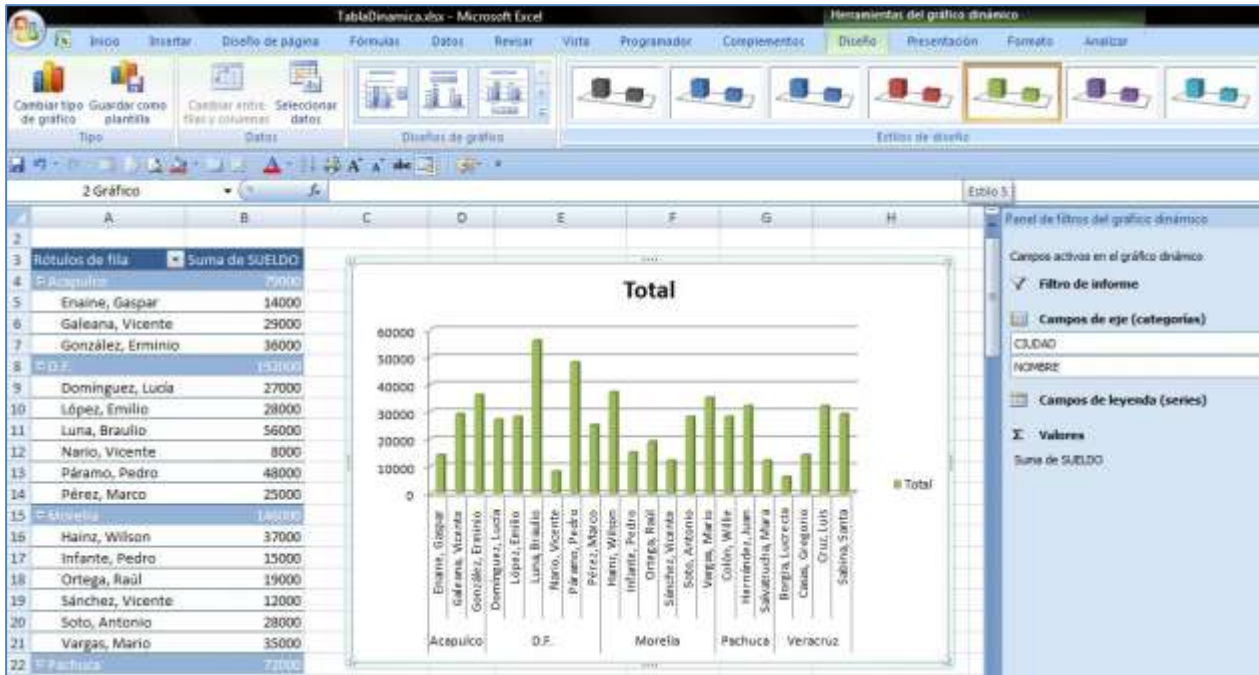 TablaDinamica.xlsx - Microsoft Excel
Herramientas del gráfico dinámico
Inicio Insertar Diseño de página Fórmulas Datos Revisar Vista Programador Complementos Diseño Presentación Formato Analizar
Cambiar tipo de gráfico
Guardar como plantilla
Cambiar entre filas y columnas
Seleccionar datos
Tipo
Datos
Diseños de gráfico
Estilos de diseño
2 Gráfico
fx
Estilo 5
A B C D E F G H
2
3 Rótulos de fila Suma de SUELDO
4 Acapulco 79000
5 Enaine, Gaspar 14000
6 Galeana, Vicente 29000
7 González, Erminio 36000
8 D.F. 192000
9 Domínguez, Lucía 27000
10 López, Emilio 28000
11 Luna, Braulio 56000
12 Nario, Vicente 8000
13 Páramo, Pedro 48000
14 Pérez, Marco 25000
15 Morelia 146000
16 Hainz, Wilson 37000
17 Infante, Pedro 15000
18 Ortega, Raúl 19000
19 Sánchez, Vicente 12000
20 Soto, Antonio 28000
21 Vargas, Mario 35000
22 Pachuca 72000
Total
60000
50000
40000
30000
20000
10000
0
Enaine, Gaspar
Galeana, Vicente
González, Erminio
Domínguez, Lucía
López, Emilio
Luna, Braulio
Nario, Vicente
Páramo, Pedro
Pérez, Marco
Hainz, Wilson
Infante, Pedro
Ortega, Raúl
Sánchez, Vicente
Soto, Antonio
Vargas, Mario
Colón, Willie
Hernández, Juan
Salvatrucha, Mara
Borgia, Lucrecia
Casas, Gregorio
Cruz, Luis
Sabina, Santa
Acapulco D.F. Morelia Pachuca Veracruz
Total
Panel de filtros del gráfico dinámico
Campos activos en el gráfico dinámico
Filtro de informe
Campos de eje (categorías)
CIUDAD
NOMBRE
Campos de leyenda (series)
Σ Valores
Suma de SUELDO